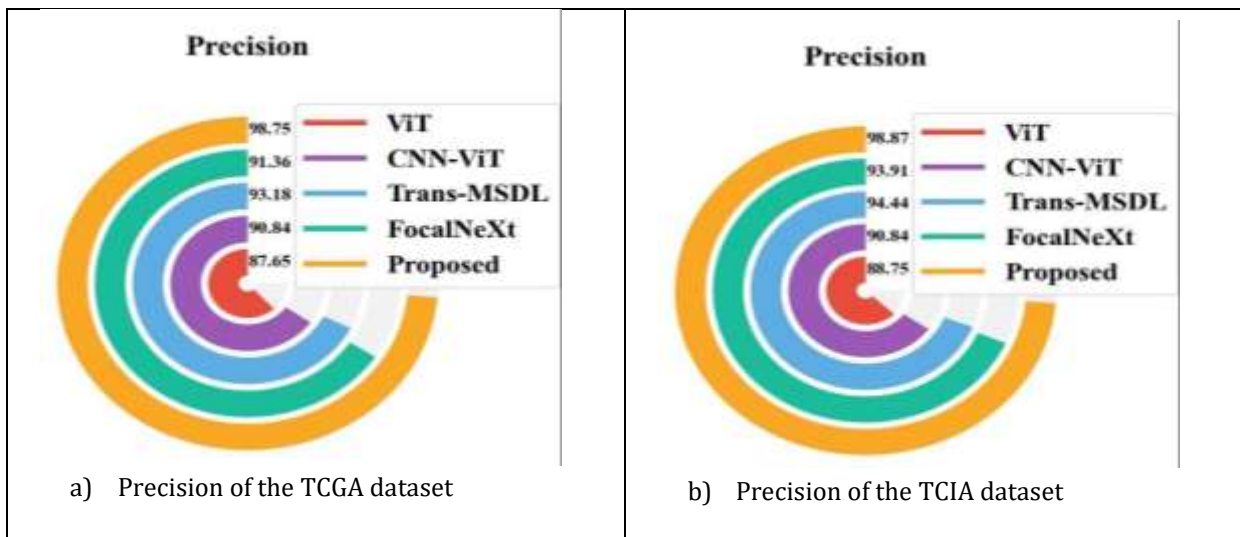 Precision
98.75
91.36
93.18
90.84
87.65
ViT
CNN-ViT
Trans-MSDL
FocalNeXt
Proposed
a) Precision of the TCGA dataset
Precision
98.87
93.91
94.44
90.84
88.75
ViT
CNN-ViT
Trans-MSDL
FocalNeXt
Proposed
b) Precision of the TCIA dataset